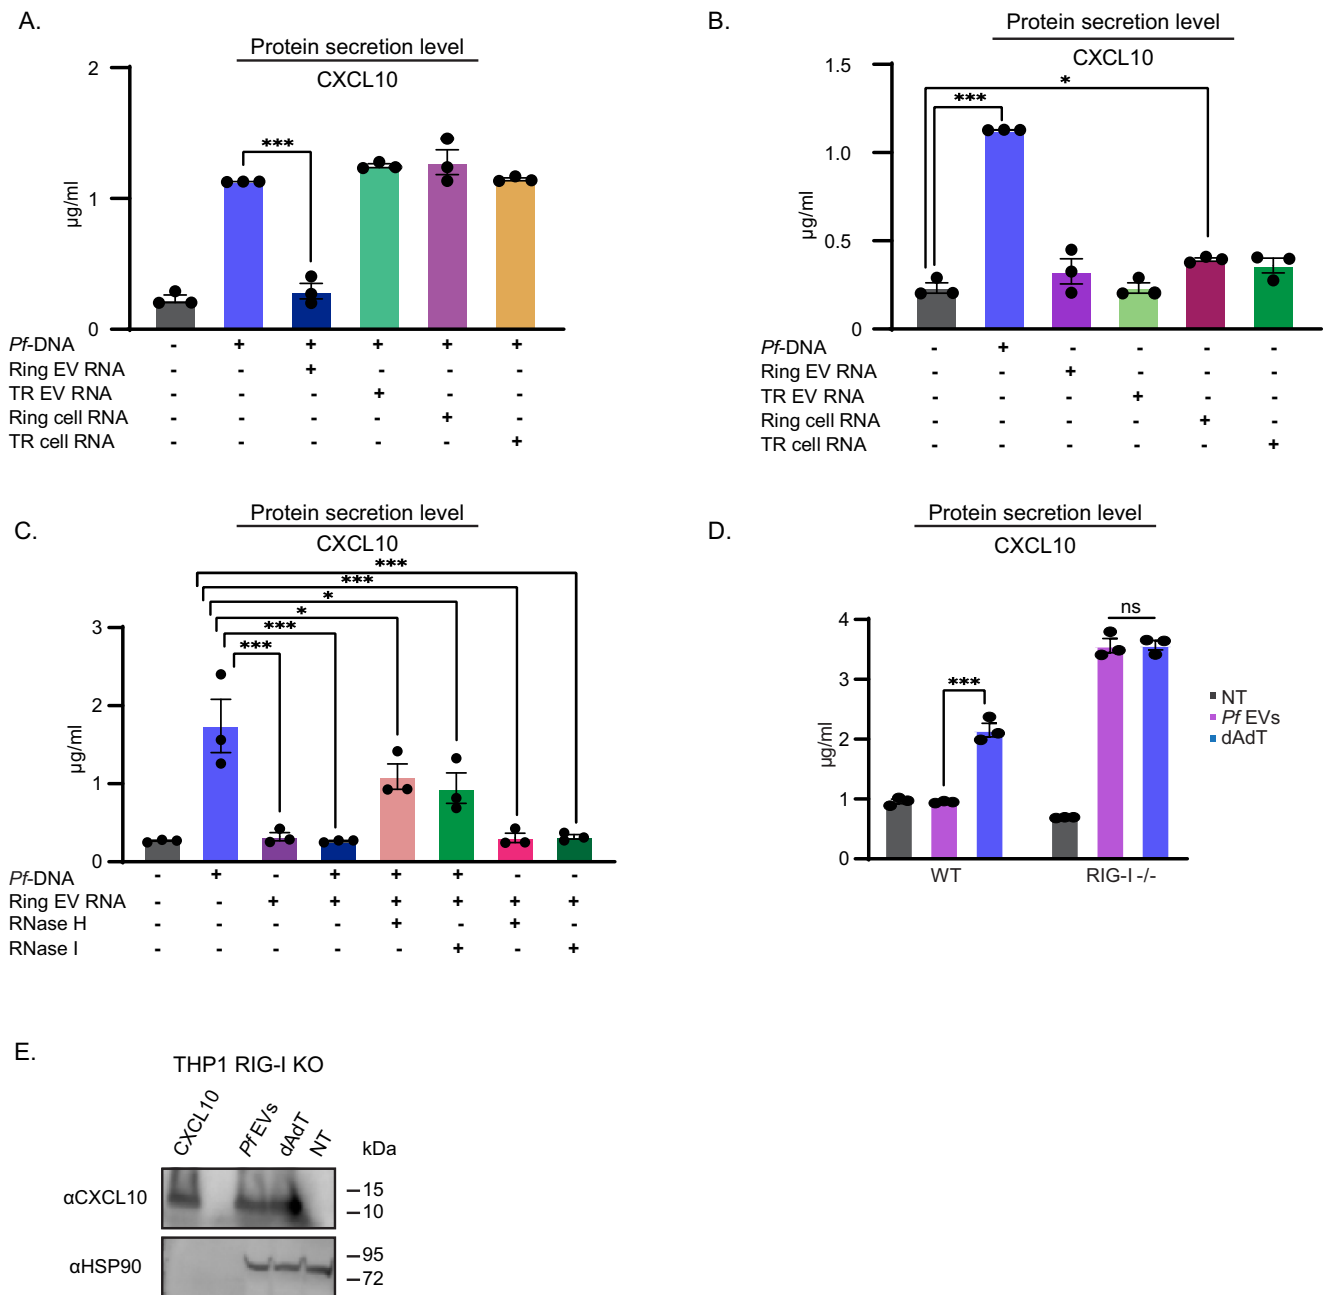 A.
Protein secretion level
CXCL10
***
2
1
0
µg/ml
Pf-DNA - + + + + +
Ring EV RNA - - + - - -
TR EV RNA - - - + - -
Ring cell RNA - - - - + -
TR cell RNA - - - - - +
B.
Protein secretion level
CXCL10
*
***
1.5
1.0
0.5
0
µg/ml
Pf-DNA - + - - - -
Ring EV RNA - - + - - -
TR EV RNA - - - + - -
Ring cell RNA - - - - + -
TR cell RNA - - - - - +
C.
Protein secretion level
CXCL10
***
***
*
*
***
***
3
2
1
0
µg/ml
Pf-DNA - + - + + + - -
Ring EV RNA - - + + + + + +
RNase H - - - - + - + -
RNase I - - - - - + - +
D.
Protein secretion level
CXCL10
ns
***
4
3
2
1
0
µg/ml
WT
RIG-I -/-
NT
Pf EVs
dAdT
E.
THP1 RIG-I KO
CXCL10
Pf EVs
dAdT
NT
kDa
αCXCL10
15
10
αHSP90
95
72